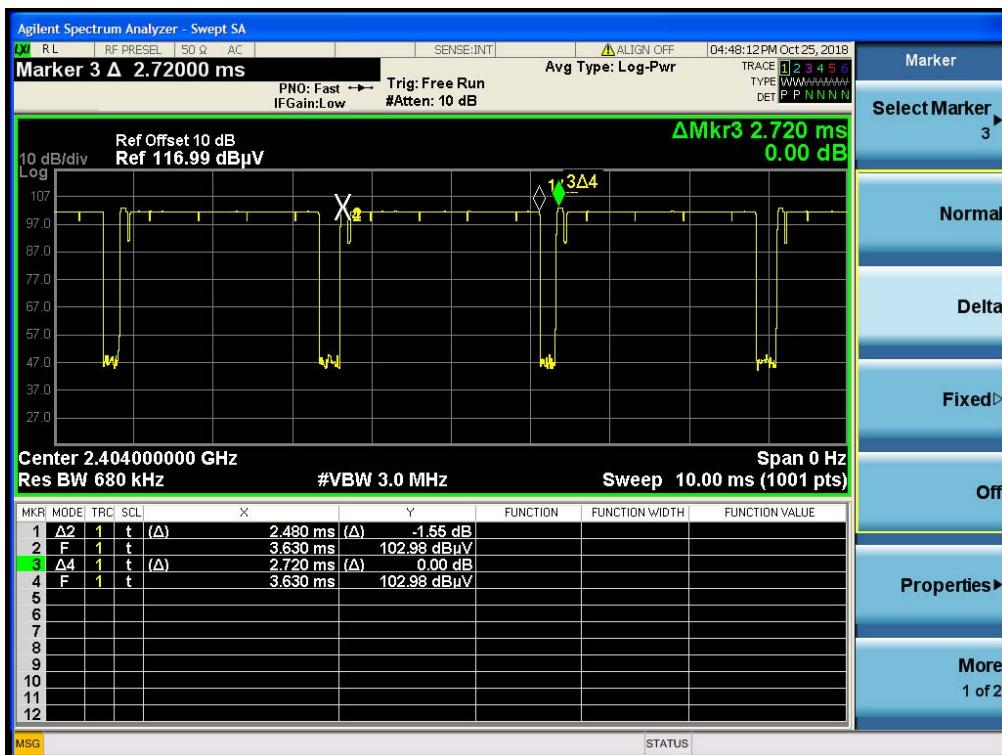 Agilent Spectrum Analyzer - Swept SA
LXI RL RF PRESEL 50 Ω AC SENSE:INT ALIGN OFF 04:48:12 PM Oct 25, 2018
Marker 3 Δ 2.72000 ms
PNO: Fast
IFGain:Low
Trig: Free Run
#Atten: 10 dB
Avg Type: Log-Pwr
TRACE 1 2 3 4 5 6
TYPE WWWWWW
DET P P N N N N
ΔMkr3 2.720 ms
0.00 dB
Ref Offset 10 dB
10 dB/div Ref 116.99 dBµV
Log
107
97.0
87.0
77.0
67.0
57.0
47.0
37.0
27.0
3Δ4
Center 2.404000000 GHz Span 0 Hz
Res BW 680 kHz #VBW 3.0 MHz Sweep 10.00 ms (1001 pts)
MKR MODE TRC SCL X Y FUNCTION FUNCTION WIDTH FUNCTION VALUE
1 Δ2 1 t (Δ) 2.480 ms (Δ) -1.55 dB
2 F 1 t 3.630 ms 102.98 dBµV
3 Δ4 1 t (Δ) 2.720 ms (Δ) 0.00 dB
4 F 1 t 3.630 ms 102.98 dBµV
5
6
7
8
9
10
11
12
MSG STATUS
Marker
Select Marker
3
Normal
Delta
Fixed
Off
Properties
More
1 of 2